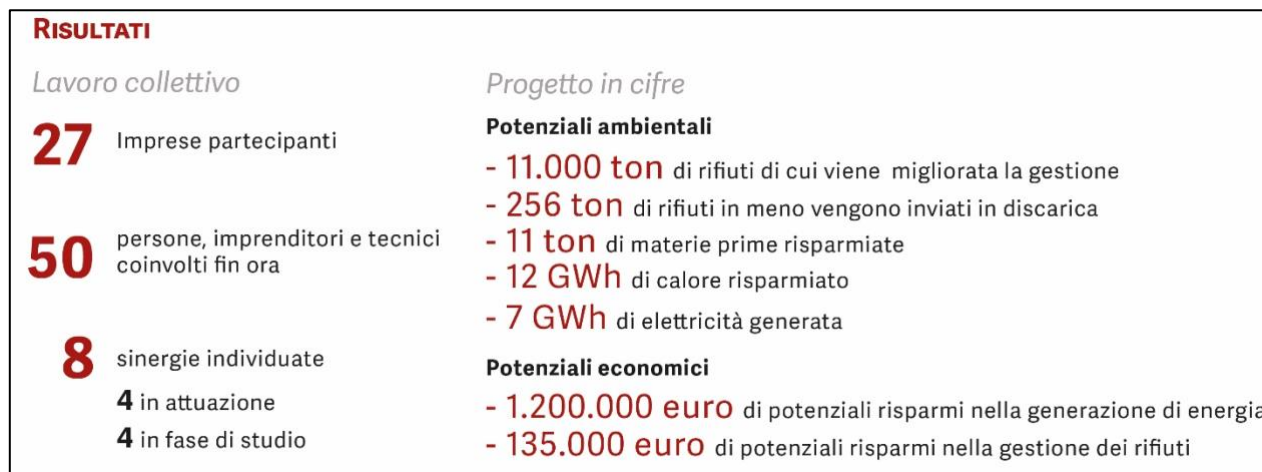 RISULTATI
Lavoro collettivo
27 Imprese partecipanti
50 persone, imprenditori e tecnici
coinvolti fin ora
8 sinergie individuate
4 in attuazione
4 in fase di studio
Progetto in cifre
Potenziali ambientali
- 11.000 ton di rifiuti di cui viene migliorata la gestione
- 256 ton di rifiuti in meno vengono inviati in discarica
- 11 ton di materie prime risparmiate
- 12 GWh di calore risparmiato
- 7 GWh di elettricità generata
Potenziali economici
- 1.200.000 euro di potenziali risparmi nella generazione di energia
- 135.000 euro di potenziali risparmi nella gestione dei rifiuti